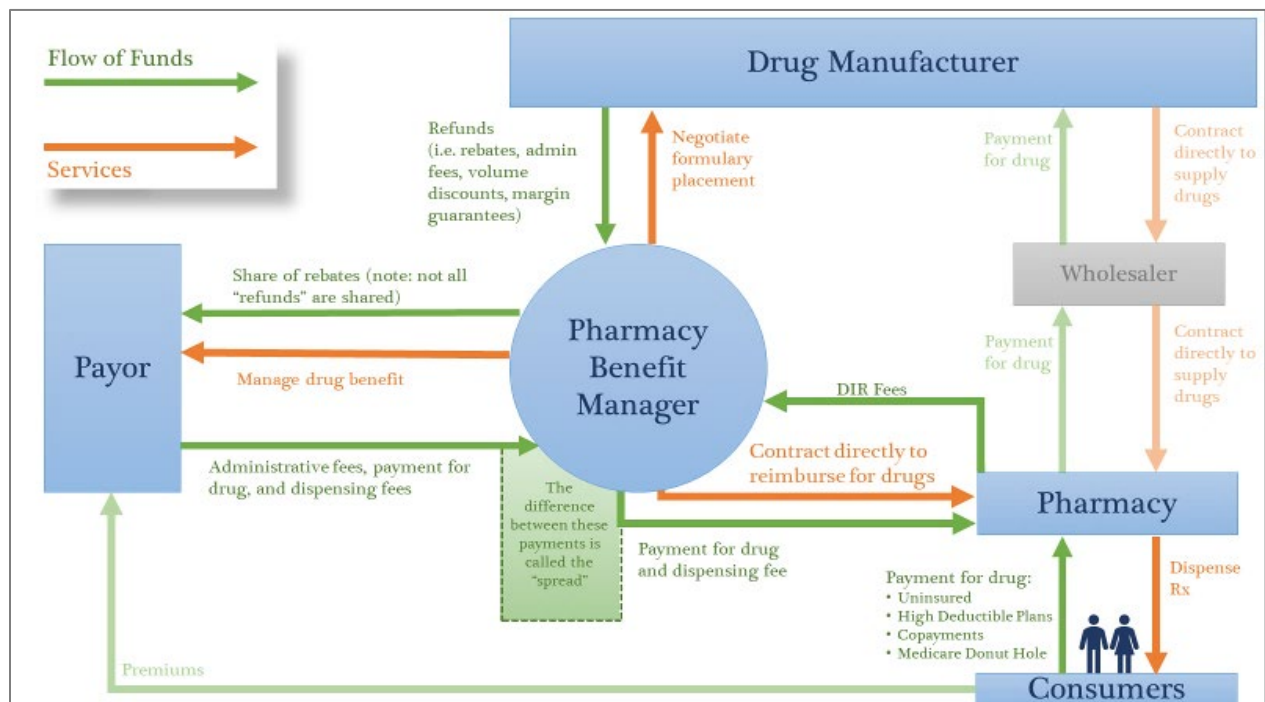 Flow of Funds
Services
Drug Manufacturer
Refunds
(i.e. rebates, admin
fees, volume
discounts, margin
guarantees)
Negotiate
formulary
placement
Payment
for drug
Contract
directly to
supply
drugs
Wholesaler
Share of rebates (note: not all
“refunds” are shared)
Payor
Manage drug benefit
Pharmacy
Benefit
Manager
Payment
for drug
Contract
directly to
supply
drugs
DIR Fees
Administrative fees, payment for
drug, and dispensing fees
Contract directly to
reimburse for drugs
Pharmacy
The
difference
between these
payments is
called the
“spread”
Payment for drug
and dispensing fee
Payment for drug:
• Uninsured
• High Deductible Plans
• Copayments
• Medicare Donut Hole
Dispense
Rx
Premiums
Consumers